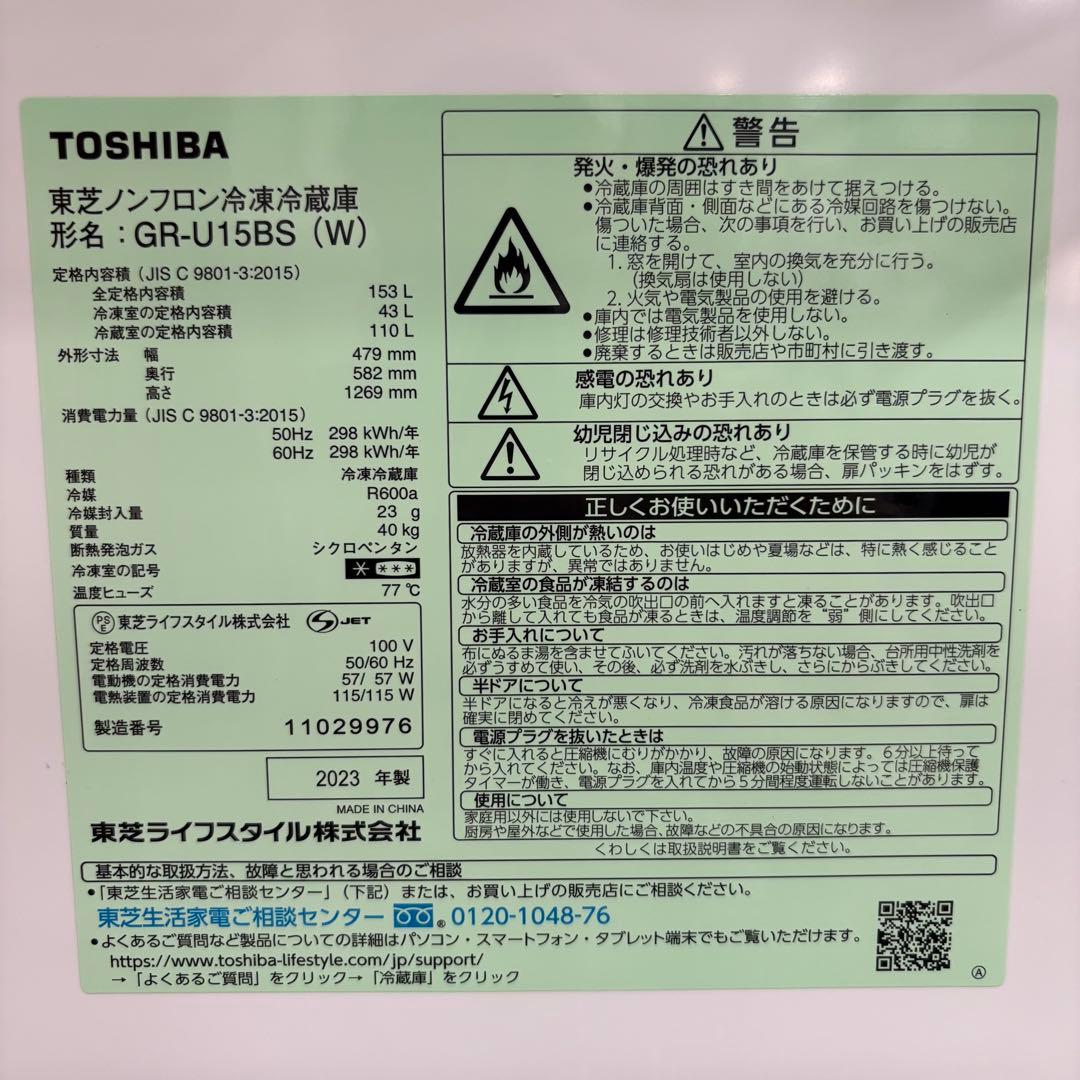 TOSHIBA
東芝ノンフロン冷凍冷蔵庫
形名：GR-U15BS（W）
定格内容積（JIS C 9801-3:2015）
全定格内容積 153 L
冷凍室の定格内容積 43 L
冷蔵室の定格内容積 110 L
外形寸法 幅 479 mm
奥行 582 mm
高さ 1269 mm
消費電力量（JIS C 9801-3:2015）
50Hz 298 kWh/年
60Hz 298 kWh/年
種類 冷凍冷蔵庫
冷媒 R600a
冷媒封入量 23 g
質量 40 kg
断熱発泡ガス シクロペンタン
冷凍室の記号 * ***
温度ヒューズ 77 ℃
PS E 東芝ライフスタイル株式会社 S JET
定格電圧 100 V
定格周波数 50/60 Hz
電動機の定格消費電力 57/ 57 W
電熱装置の定格消費電力 115/115 W
製造番号 11029976
2023 年製
MADE IN CHINA
東芝ライフスタイル株式会社
警告
発火・爆発の恐れあり
●冷蔵庫の周囲はすき間をあけて据えつける。
●冷蔵庫背面・側面などにある冷媒回路を傷つけない。
傷ついた場合、次の事項を行い、お買い上げの販売店
に連絡する。
1. 窓を開けて、室内の換気を充分に行う。
（換気扇は使用しない）
2. 火気や電気製品の使用を避ける。
●庫内では電気製品を使用しない。
●修理は修理技術者以外しない。
●廃棄するときは販売店や市町村に引き渡す。
感電の恐れあり
庫内灯の交換やお手入れのときは必ず電源プラグを抜く。
幼児閉じ込みの恐れあり
リサイクル処理時など、冷蔵庫を保管する時に幼児が
閉じ込められる恐れがある場合、扉パッキンをはずす。
正しくお使いいただくために
冷蔵庫の外側が熱いのは
放熱器を内蔵しているため、お使いはじめや夏場などは、特に熱く感じること
がありますが、異常ではありません。
冷蔵室の食品が凍結するのは
水分の多い食品を冷気の吹出口の前へ入れますと凍ることがあります。吹出口
から離して入れても食品が凍るときは、温度調節を“弱”側にしてください。
お手入れについて
布にぬるま湯を含ませてふいてください。汚れが落ちない場合、台所用中性洗剤を
必ずうすめて使い、その後、必ず洗剤を水ぶきし、さらにからぶきしてください。
半ドアについて
半ドアになると冷えが悪くなり、冷凍食品が溶ける原因になりますので、扉は
確実に閉めてください。
電源プラグを抜いたときは
すぐに入れると圧縮機にむりがかかり、故障の原因になります。６分以上待って
から入れてください。なお、庫内温度や圧縮機の始動状態によっては圧縮機保護
タイマーが働き、電源プラグを入れてから５分間程度運転しないことがあります。
使用について
家庭用以外には使用しないで下さい。
厨房や屋外などで使用した場合、故障などの不具合の原因になります。
くわしくは取扱説明書をご覧ください。
基本的な取扱方法、故障と思われる場合のご相談
●「東芝生活家電ご相談センター」（下記）または、お買い上げの販売店にご相談ください。
東芝生活家電ご相談センター ®0120-1048-76
●よくあるご質問など製品についての詳細はパソコン・スマートフォン・タブレット端末でもご覧いただけます。
https://www.toshiba-lifestyle.com/jp/support/
→「よくあるご質問」をクリック→「冷蔵庫」をクリック
Ⓐ